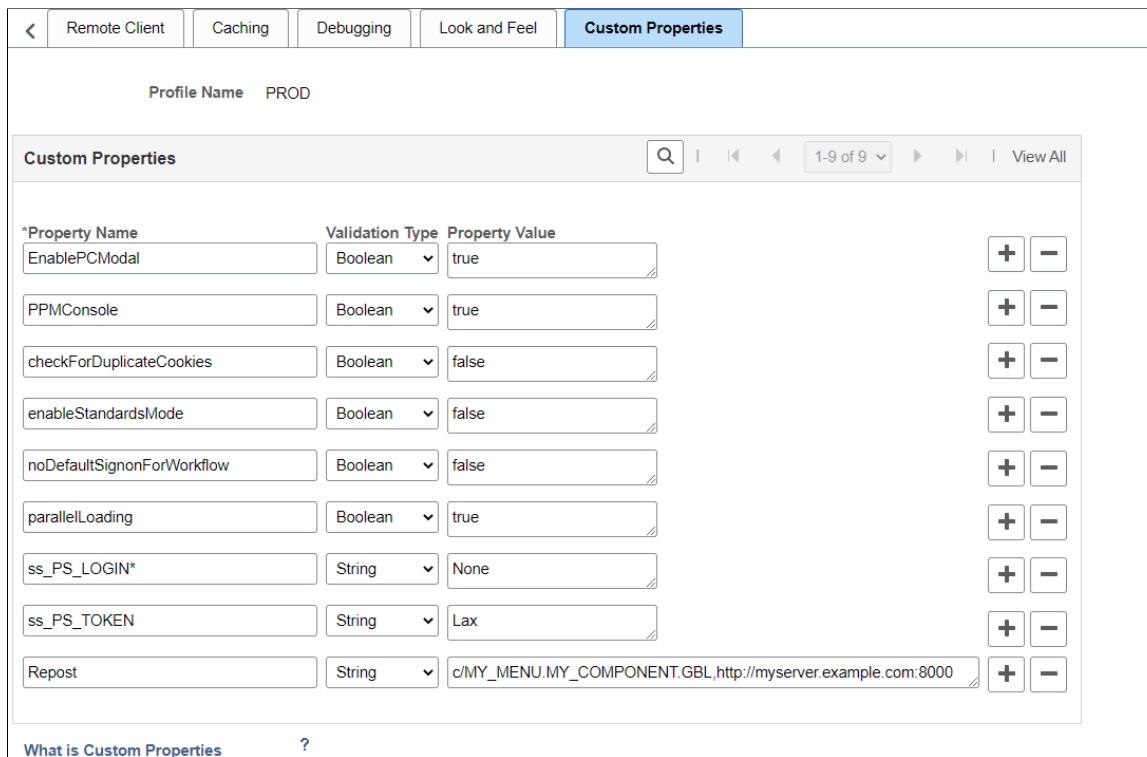 Remote Client Caching Debugging Look and Feel Custom Properties
Profile Name PROD
Custom Properties 1-9 of 9 View All
*Property Name Validation Type Property Value
EnablePCModal Boolean true
PPMConsole Boolean true
checkForDuplicateCookies Boolean false
enableStandardsMode Boolean false
noDefaultSignonForWorkflow Boolean false
parallelLoading Boolean true
ss_PS_LOGIN* String None
ss_PS_TOKEN String Lax
Repost String c/MY_MENU.MY_COMPONENT.GBL,http://myserver.example.com:8000
What is Custom Properties ?